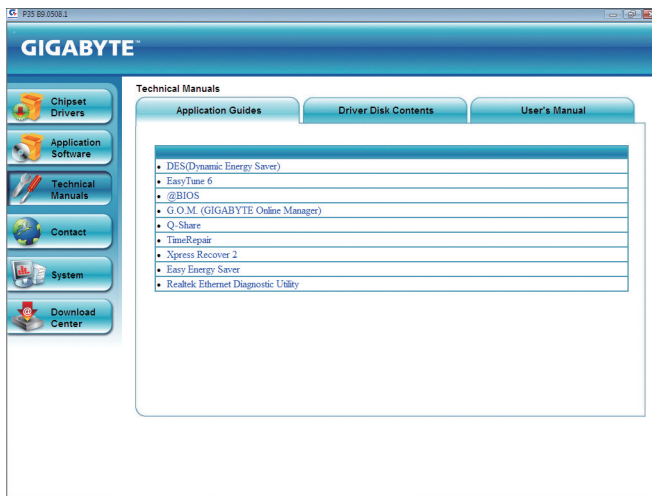 P35 B9.0508.1
GIGABYTE™
Technical Manuals
Chipset
Drivers
Application
Software
Technical
Manuals
Contact
System
Download
Center
Application Guides
Driver Disk Contents
User's Manual
• DES(Dynamic Energy Saver)
• EasyTune 6
• @BIOS
• G.O.M. (GIGABYTE Online Manager)
• Q-Share
• TimeRepair
• Xpress Recover 2
• Easy Energy Saver
• Realtek Ethernet Diagnostic Utility